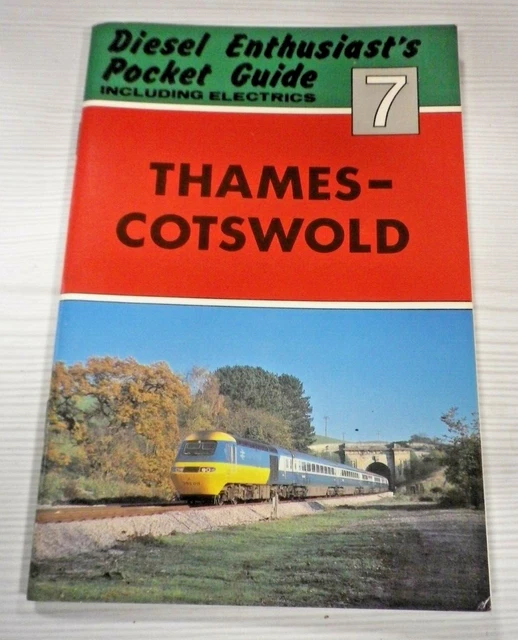 Diesel Enthusiast's
Pocket Guide
INCLUDING ELECTRICS
7
THAMES-
COTSWOLD